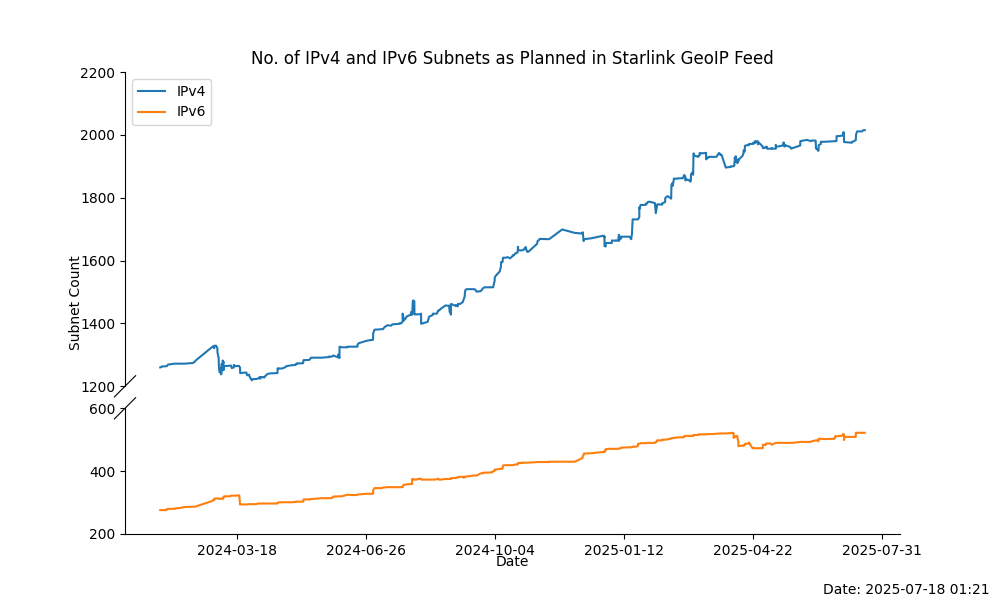 No. of IPv4 and IPv6 Subnets as Planned in Starlink GeoIP Feed
2200
IPv4
IPv6
2000
1800
1600
1400
1200
Subnet Count
600
400
200
2024-03-18 2024-06-26 2024-10-04 2025-01-12 2025-04-22 2025-07-31
Date
Date: 2025-07-18 01:21